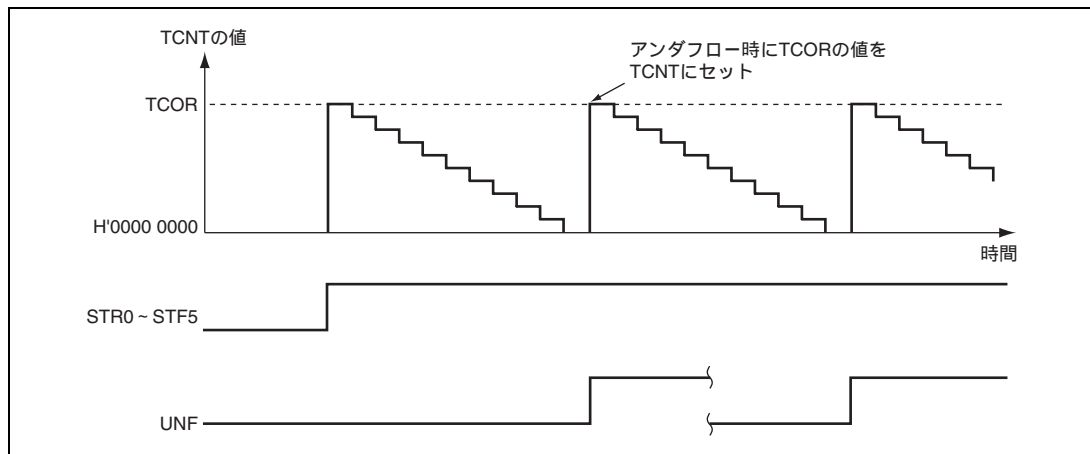 TCNTの値
アンダフロー時にTCORの値を
TCNTにセット
TCOR
H'0000 0000
時間
STR0 ~ STF5
UNF